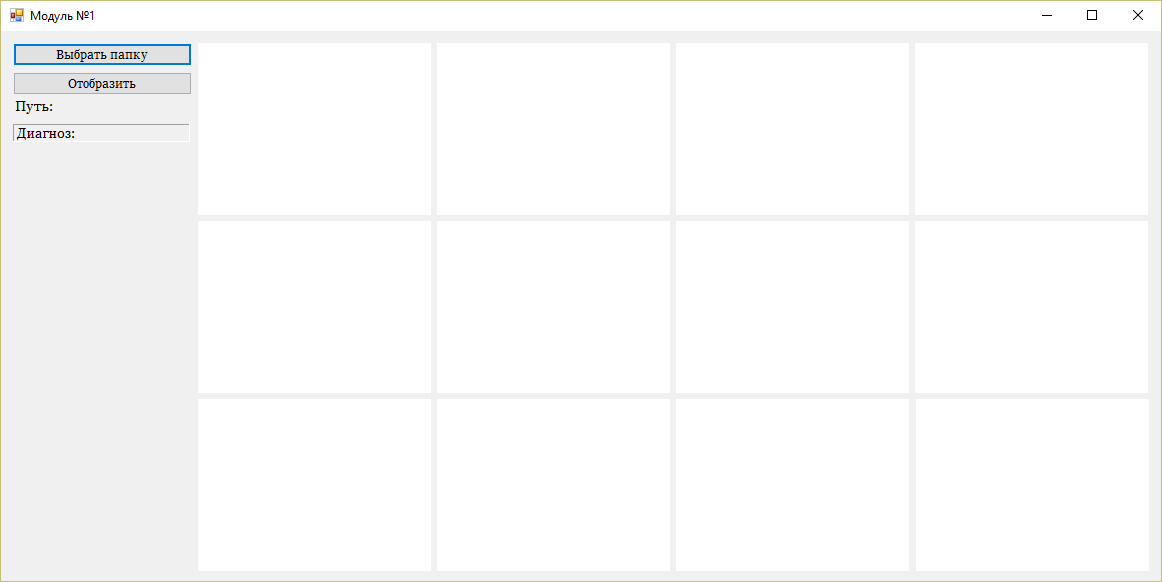 Модуль №1
Выбрать папку
Отобразить
Путь:
Диагноз: